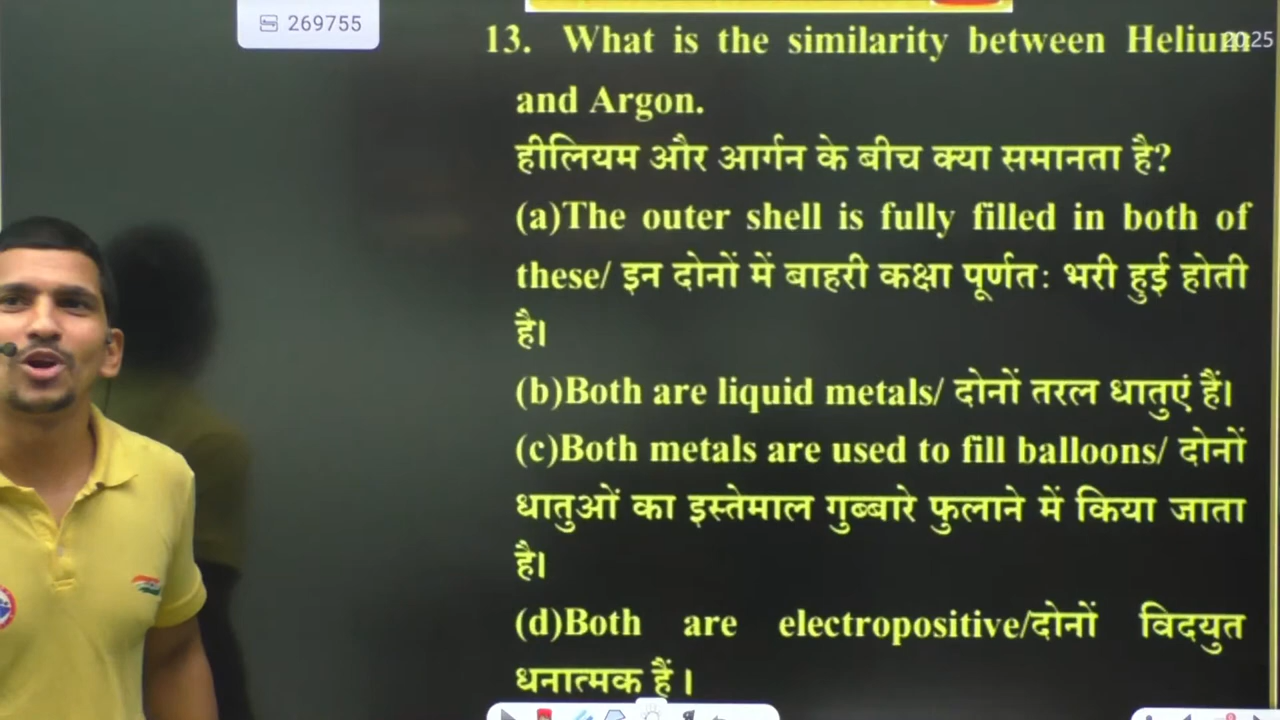 269755
13. What is the similarity between Helium
20:25
and Argon.
हीलियम और आर्गन के बीच क्या समानता है?
(a)The outer shell is fully filled in both of
these/ इन दोनों में बाहरी कक्षा पूर्णत: भरी हुई होती
है।
(b)Both are liquid metals/ दोनों तरल धातुएं हैं।
(c)Both metals are used to fill balloons/ दोनों
धातुओं का इस्तेमाल गुब्बारे फुलाने में किया जाता
है।
(d)Both are electropositive/दोनों विदयुत
धनात्मक हैं ।